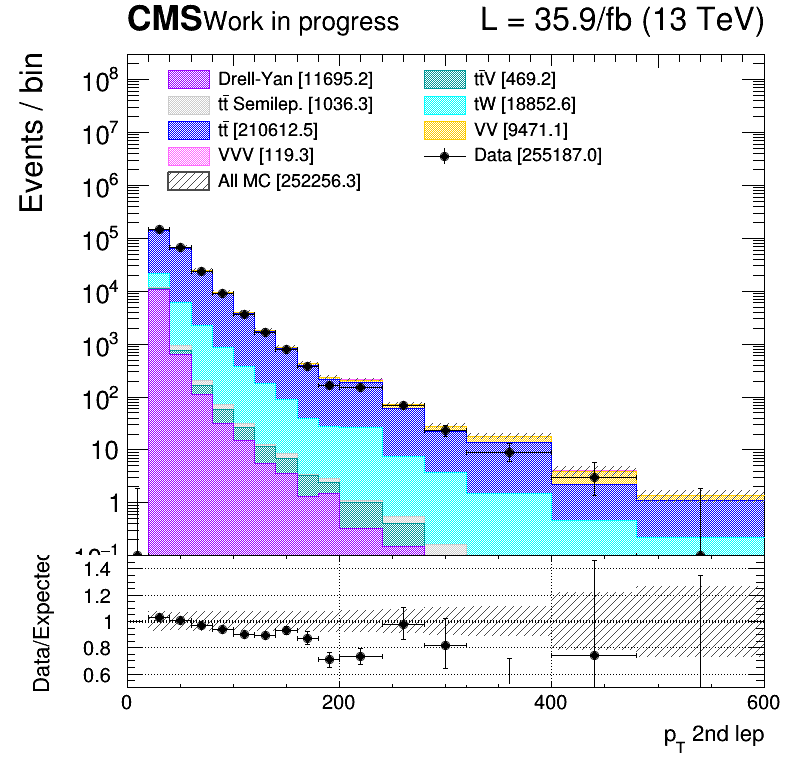 CMS Work in progress L = 35.9/fb (13 TeV)
Events / bin
10⁸
10⁷
10⁶
10⁵
10⁴
10³
10²
10
1
10⁻¹
Drell-Yan [11695.2]
tt̄ Semilep. [1036.3]
tt̄ [210612.5]
VVV [119.3]
All MC [252256.3]
tt̄V [469.2]
tW [18852.6]
VV [9471.1]
Data [255187.0]
Data/Expected
1.4
1.2
1
0.8
0.6
0 200 400 600
p_T 2nd lep